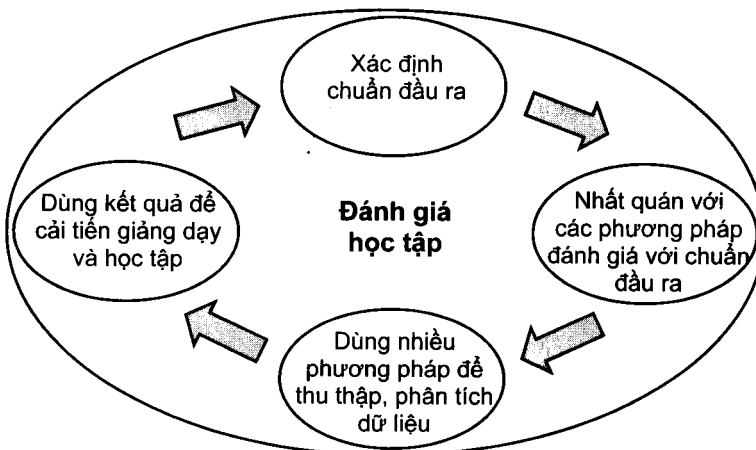 Xác định
chuẩn đầu ra
Nhất quán với
các phương pháp
đánh giá với chuẩn
đầu ra
Dùng nhiều
phương pháp để
thu thập, phân tích
dữ liệu
Dùng kết quả để
cải tiến giảng dạy
và học tập
Đánh giá
học tập